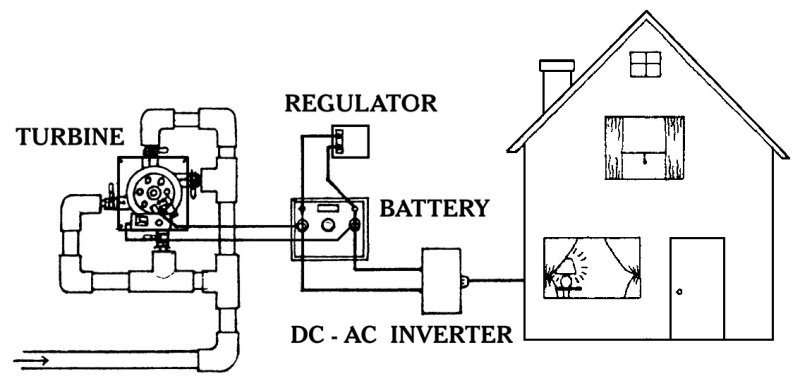 REGULATOR
TURBINE
BATTERY
DC - AC INVERTER